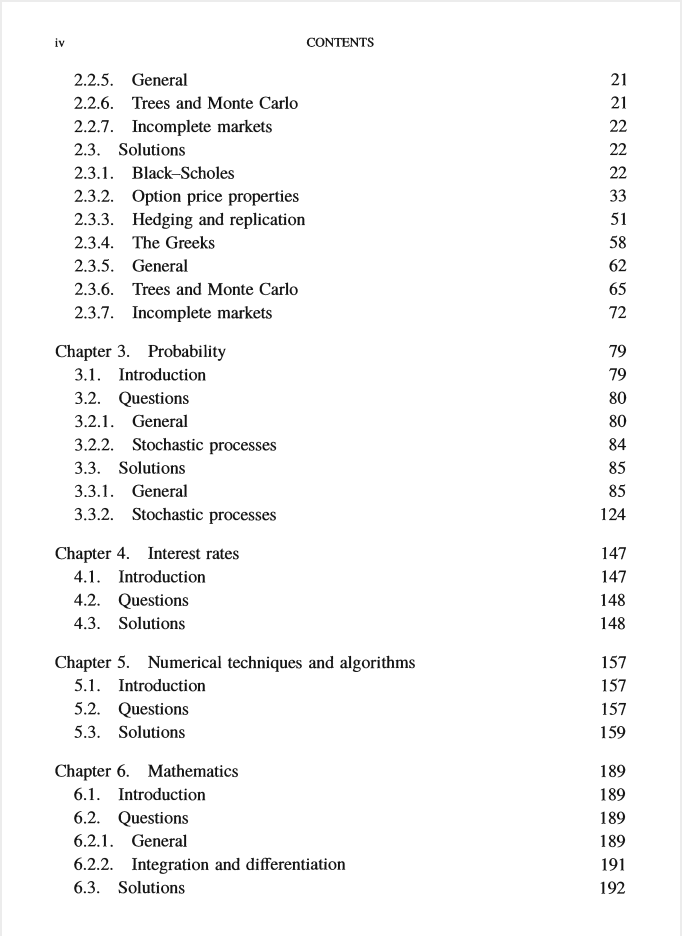 iv CONTENTS
2.2.5. General 21
2.2.6. Trees and Monte Carlo 21
2.2.7. Incomplete markets 22
2.3. Solutions 22
2.3.1. Black–Scholes 22
2.3.2. Option price properties 33
2.3.3. Hedging and replication 51
2.3.4. The Greeks 58
2.3.5. General 62
2.3.6. Trees and Monte Carlo 65
2.3.7. Incomplete markets 72
Chapter 3. Probability 79
3.1. Introduction 79
3.2. Questions 80
3.2.1. General 80
3.2.2. Stochastic processes 84
3.3. Solutions 85
3.3.1. General 85
3.3.2. Stochastic processes 124
Chapter 4. Interest rates 147
4.1. Introduction 147
4.2. Questions 148
4.3. Solutions 148
Chapter 5. Numerical techniques and algorithms 157
5.1. Introduction 157
5.2. Questions 157
5.3. Solutions 159
Chapter 6. Mathematics 189
6.1. Introduction 189
6.2. Questions 189
6.2.1. General 189
6.2.2. Integration and differentiation 191
6.3. Solutions 192